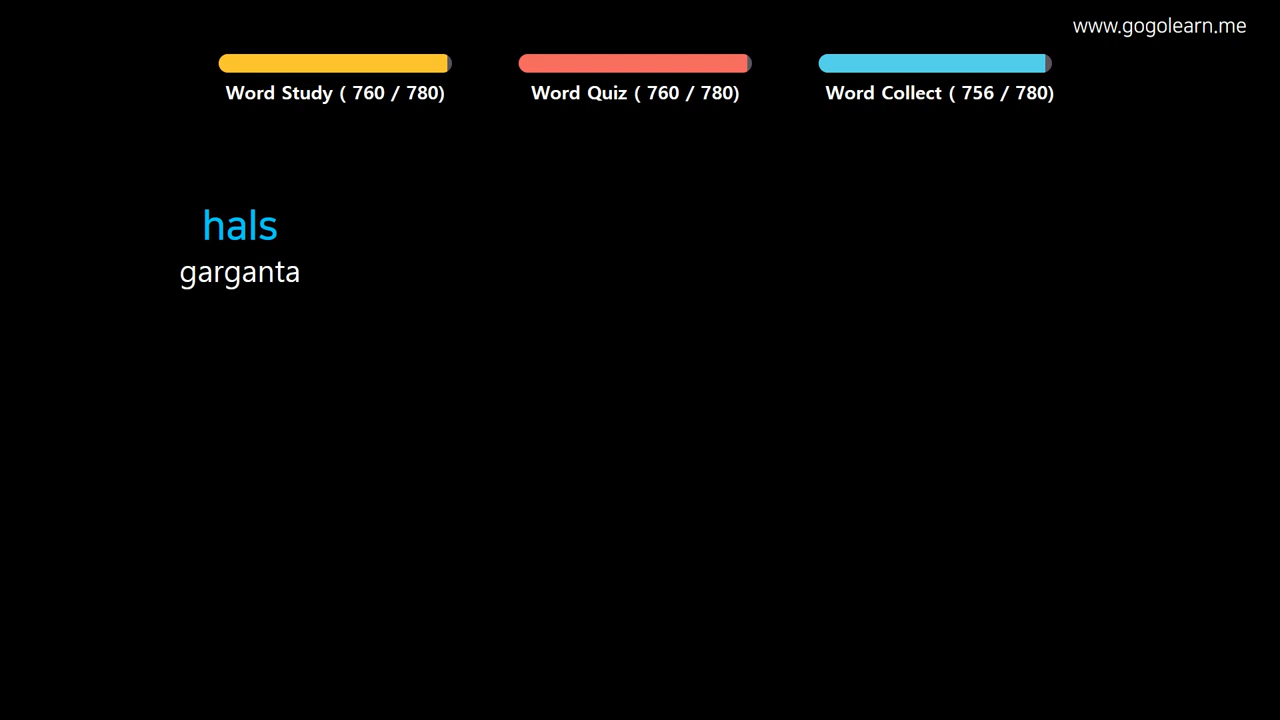 www.gogolearn.me
Word Study ( 760 / 780)
Word Quiz ( 760 / 780)
Word Collect ( 756 / 780)
hals
garganta